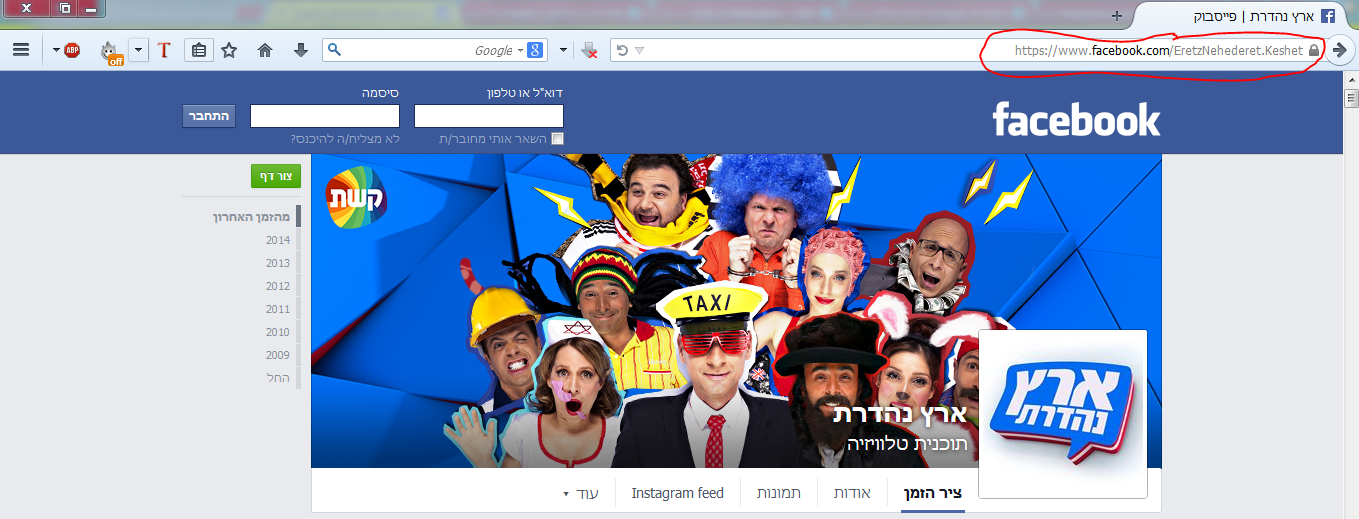 ארץ נהדרת | פייסבוק
https://www.facebook.com/EretzNehederet.Keshet
Google
8
ABP
off
T
facebook
דוא"ל או טלפון
סיסמה
התחבר
השאר אותי מחובר/ת
לא מצליח/ה להיכנס?
צור דף
מהזמן האחרון
2014
2013
2012
2011
2010
2009
החל
קשת
TAXI
ארץ נהדרת
תוכנית טלוויזיה
ארץ
נהדרת
ציר הזמן
אודות
תמונות
Instagram feed
עוד